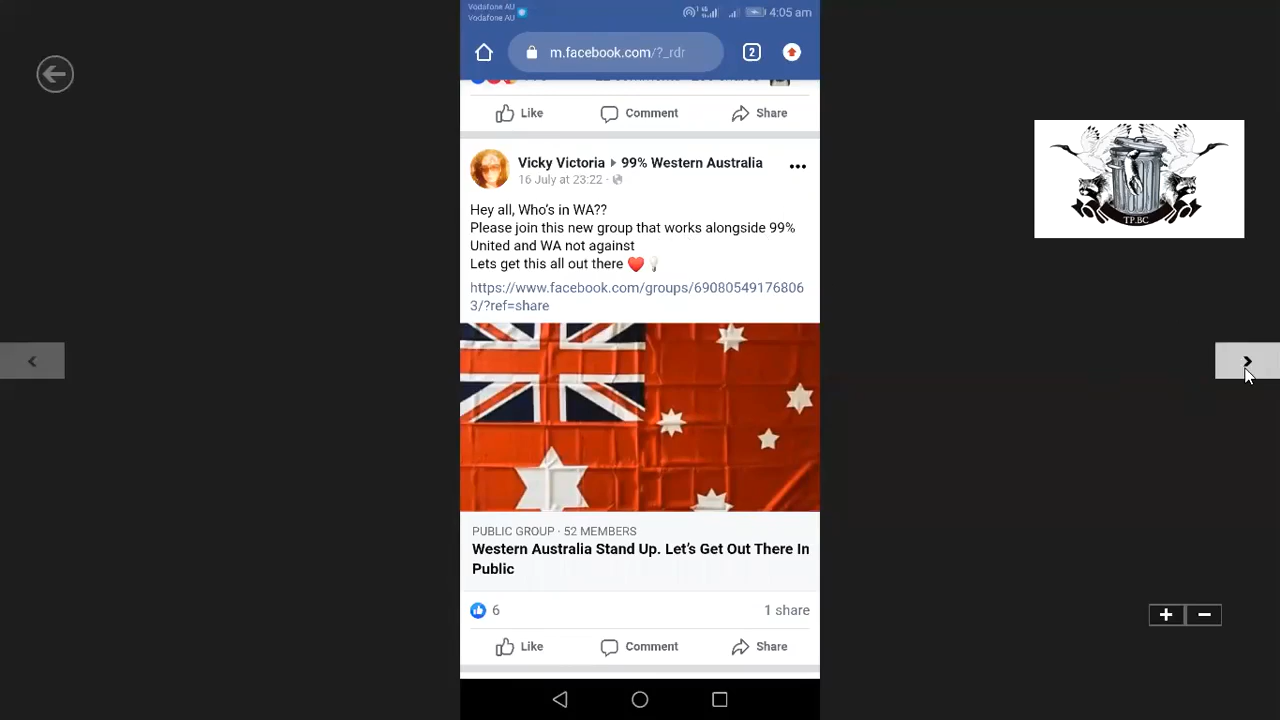 Vodafone AU
Vodafone AU
4:05 am
m.facebook.com/?_rdr
2
Like
Comment
Share
Vicky Victoria 99% Western Australia
16 July at 23:22 ·
Hey all, Who's in WA??
Please join this new group that works alongside 99%
United and WA not against
Lets get this all out there ❤️💡
https://www.facebook.com/groups/69080549176806
3/?ref=share
PUBLIC GROUP · 52 MEMBERS
Western Australia Stand Up. Let's Get Out There In
Public
6
1 share
Like
Comment
Share
TP.BC